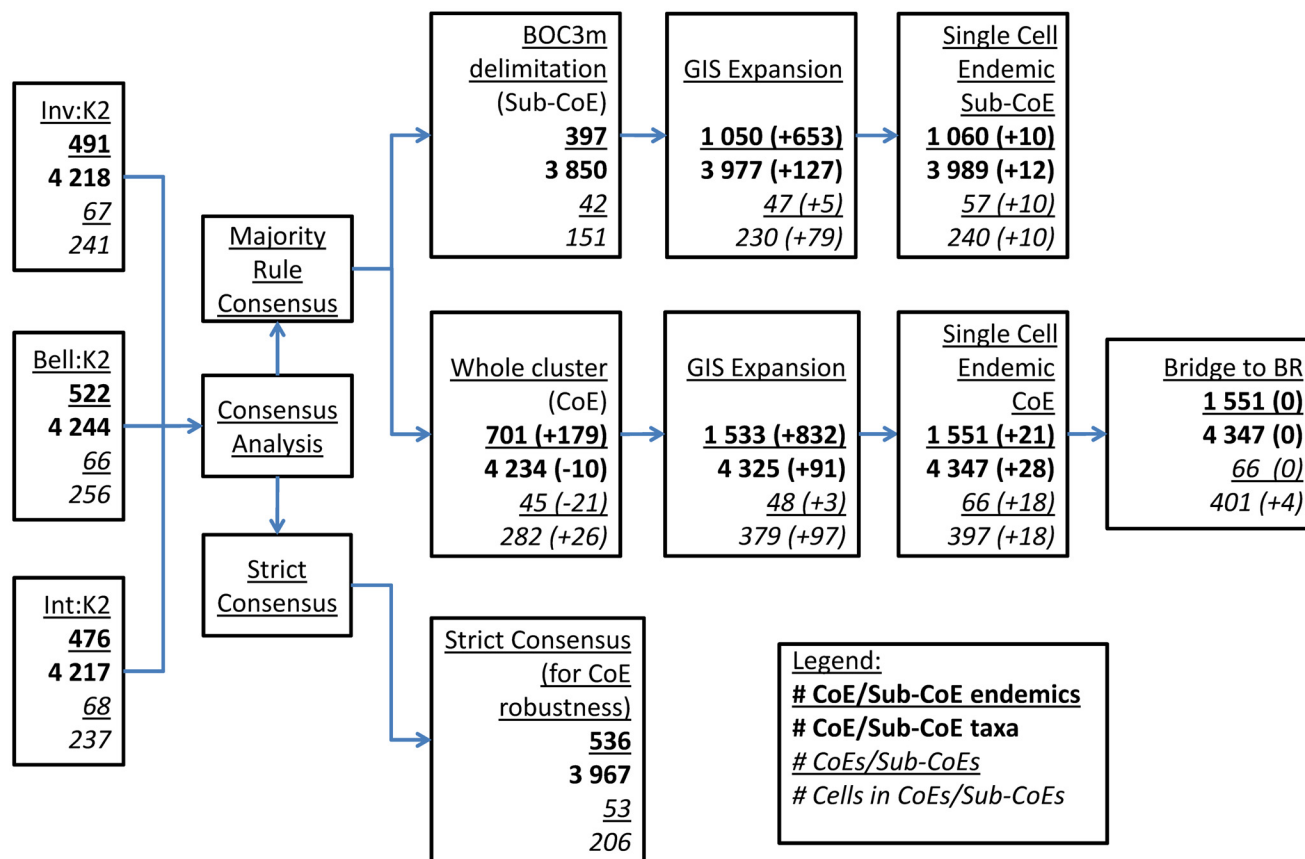 Inv:K2
491
4 218
67
241
Bell:K2
522
4 244
66
256
Int:K2
476
4 217
68
237
Majority
Rule
Consensus
Consensus
Analysis
Strict
Consensus
BOC3m
delimitation
(Sub-CoE)
397
3 850
42
151
GIS Expansion
1 050 (+653)
3 977 (+127)
47 (+5)
230 (+79)
Single Cell
Endemic
Sub-CoE
1 060 (+10)
3 989 (+12)
57 (+10)
240 (+10)
Whole cluster
(CoE)
701 (+179)
4 234 (-10)
45 (-21)
282 (+26)
GIS Expansion
1 533 (+832)
4 325 (+91)
48 (+3)
379 (+97)
Single Cell
Endemic
CoE
1 551 (+21)
4 347 (+28)
66 (+18)
397 (+18)
Bridge to BR
1 551 (0)
4 347 (0)
66 (0)
401 (+4)
Strict Consensus
(for CoE
robustness)
536
3 967
53
206
Legend:
# CoE/Sub-CoE endemics
# CoE/Sub-CoE taxa
# CoEs/Sub-CoEs
# Cells in CoEs/Sub-CoEs